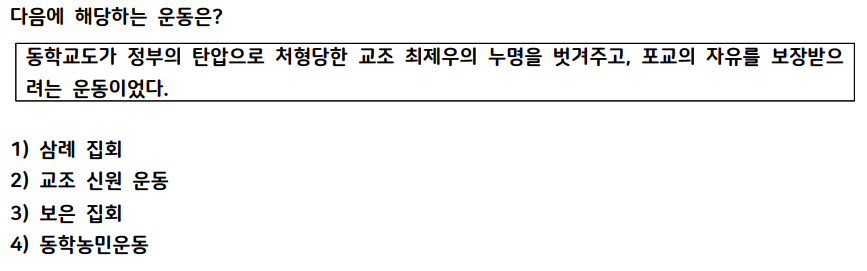 다음에 해당하는 운동은?
동학교도가 정부의 탄압으로 처형당한 교조 최제우의 누명을 벗겨주고, 포교의 자유를 보장받으
려는 운동이었다.
1) 삼례 집회
2) 교조 신원 운동
3) 보은 집회
4) 동학농민운동